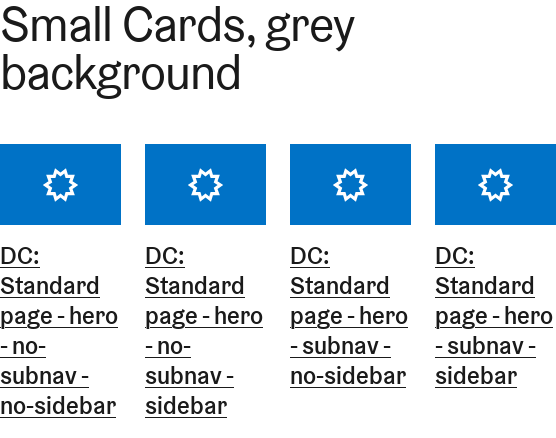 Small Cards, grey
background
DC:
Standard
page - hero
- no-
subnav -
no-sidebar
DC:
Standard
page - hero
- no-
subnav -
sidebar
DC:
Standard
page - hero
- subnav -
no-sidebar
DC:
Standard
page - hero
- subnav -
sidebar